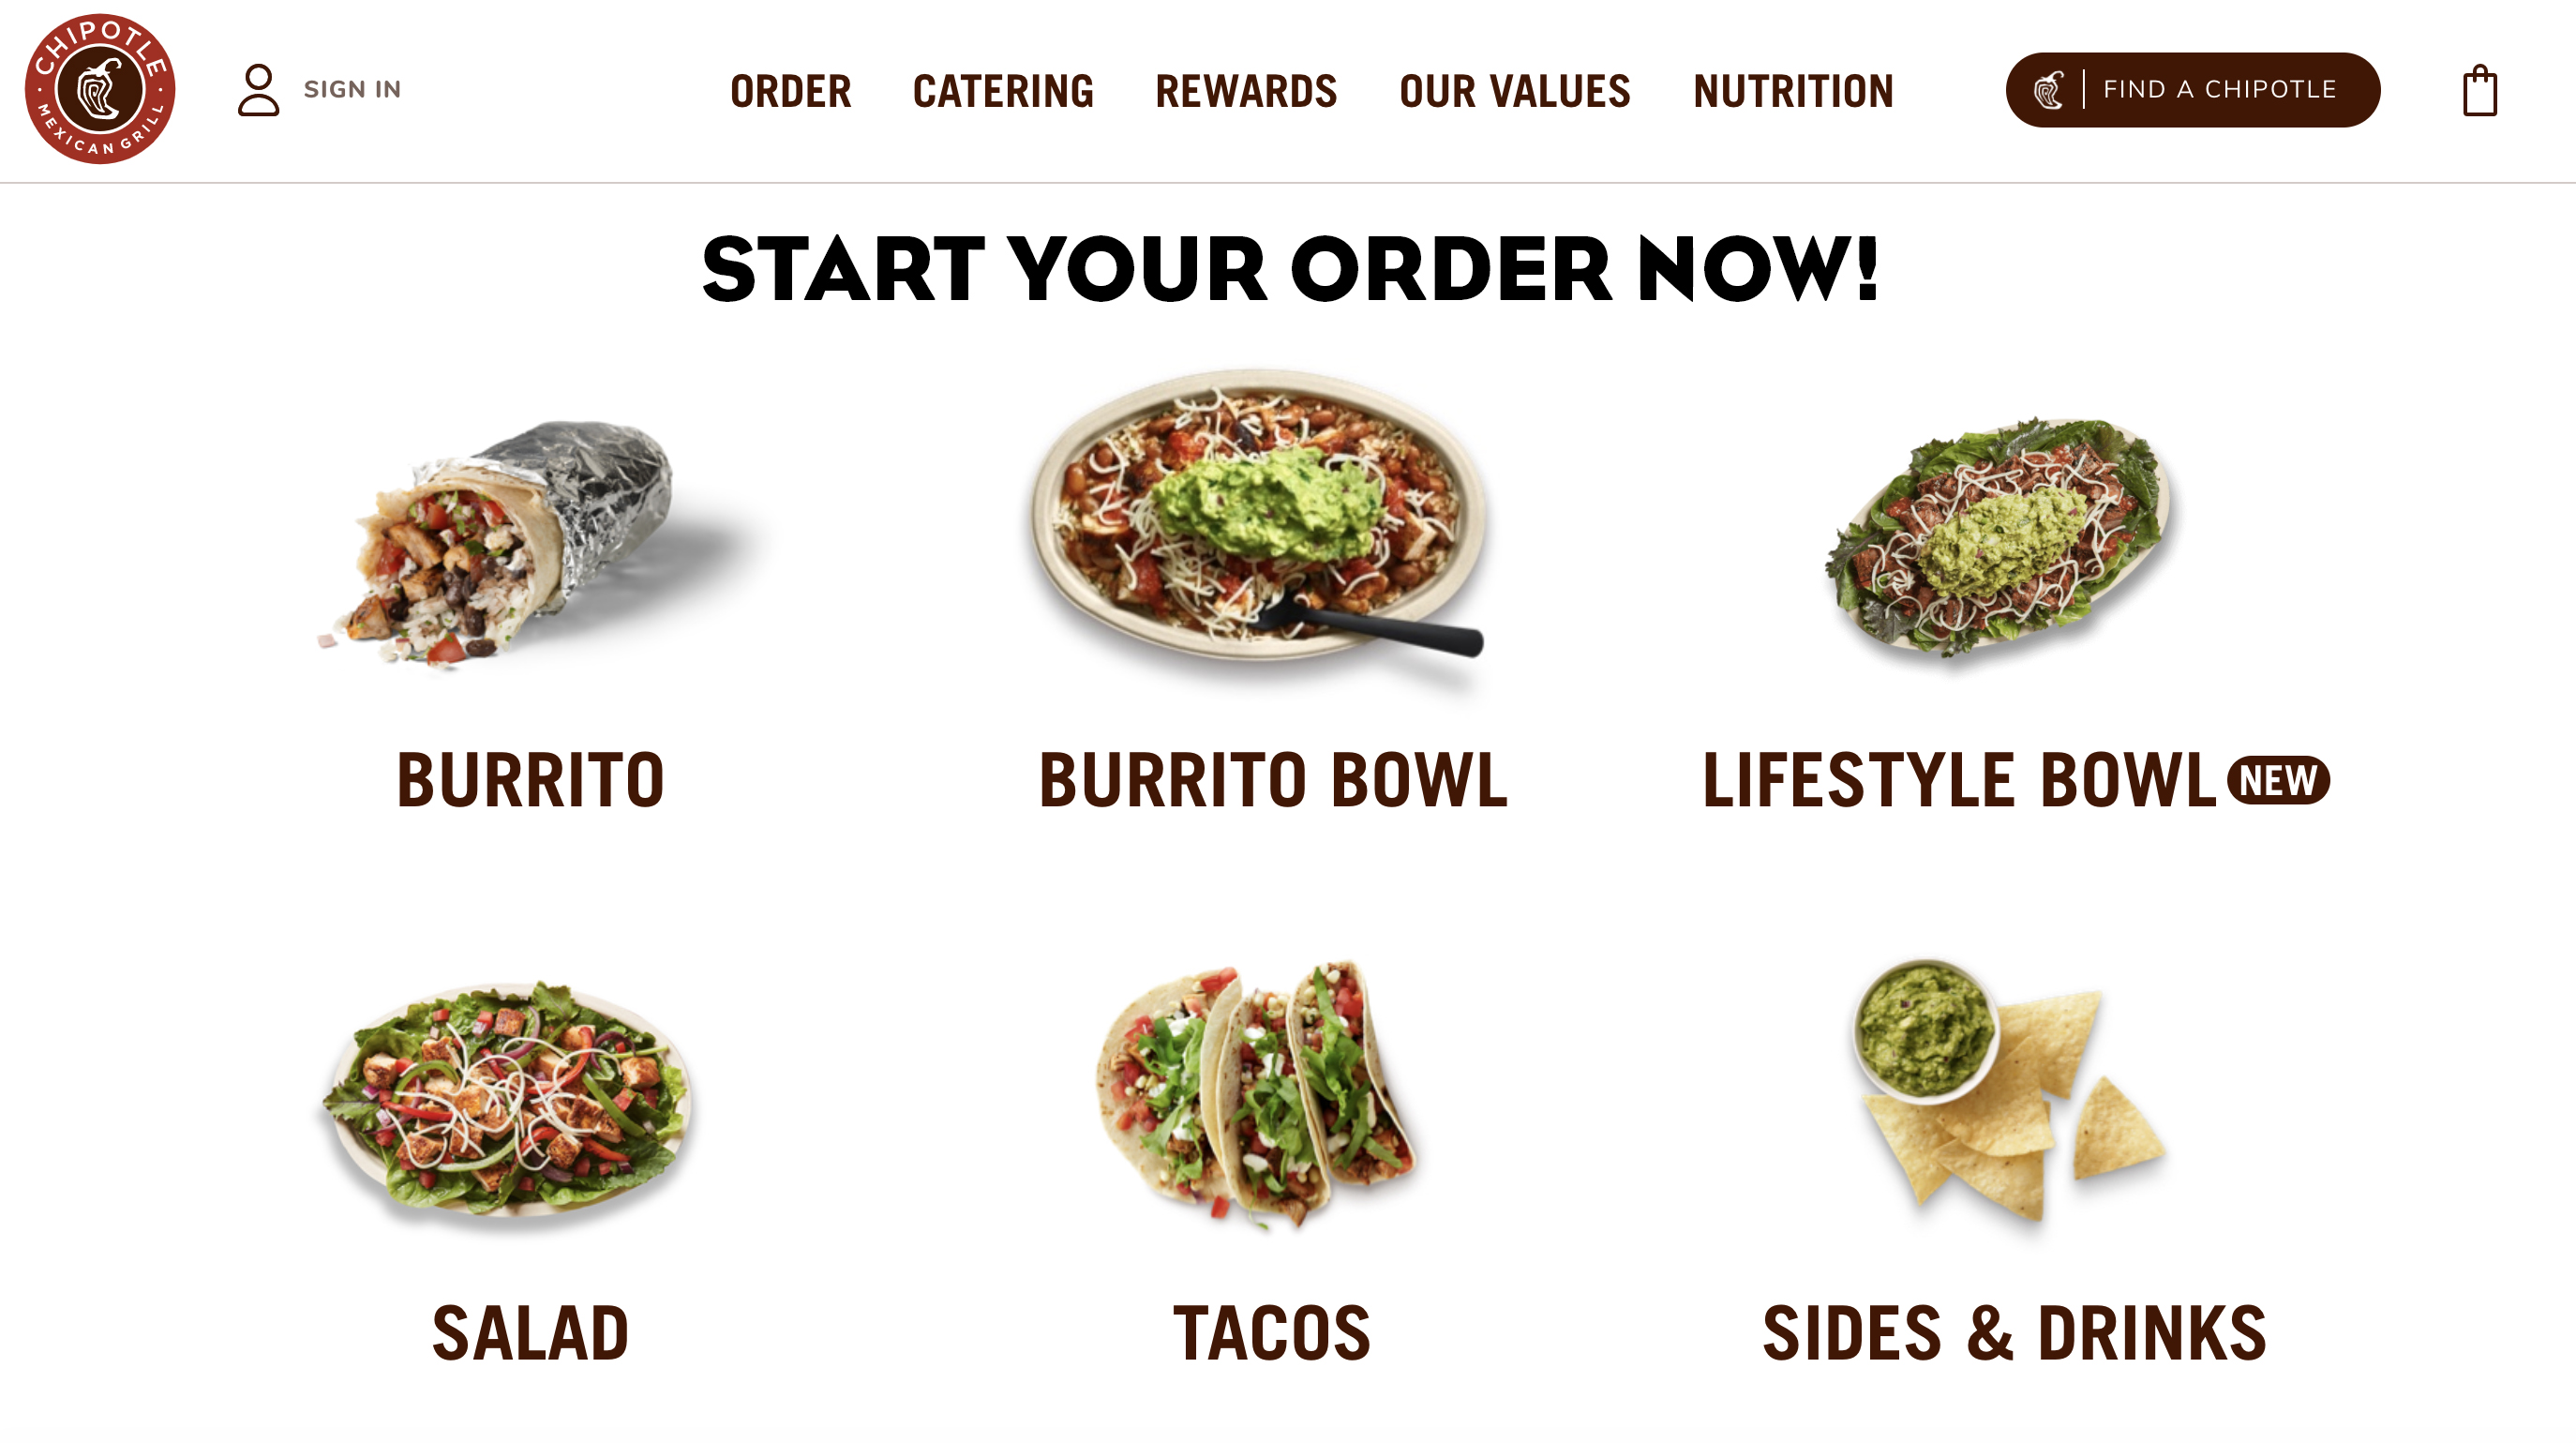 CHIPOTLE
MEXICAN GRILL
SIGN IN
ORDER
CATERING
REWARDS
OUR VALUES
NUTRITION
FIND A CHIPOTLE
START YOUR ORDER NOW!
BURRITO
BURRITO BOWL
LIFESTYLE BOWL NEW
SALAD
TACOS
SIDES & DRINKS